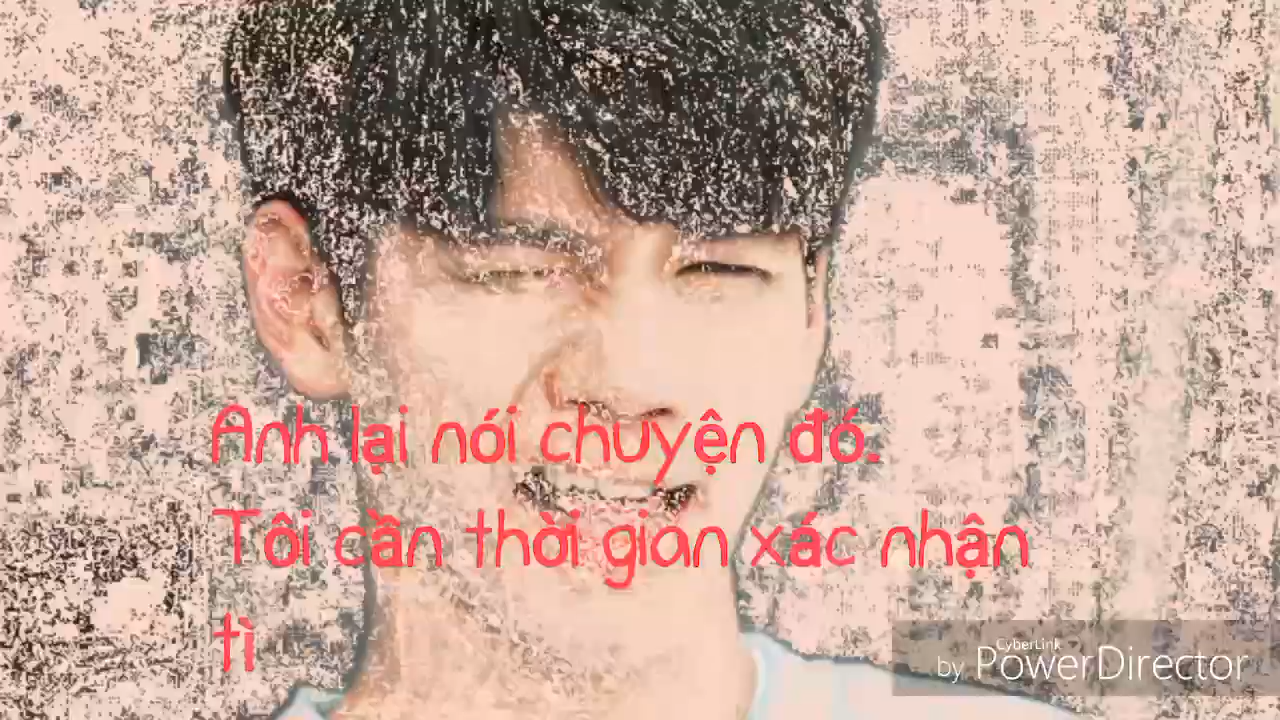 Anh lại nói chuyện đó.
Tôi cần thời gian xác nhận
tì
CyberLink
by PowerDirector